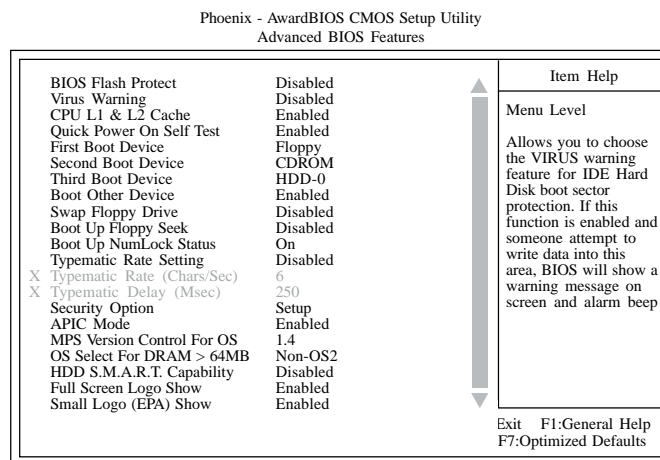 Phoenix - AwardBIOS CMOS Setup Utility
Advanced BIOS Features
BIOS Flash Protect Disabled
Virus Warning Disabled
CPU L1 & L2 Cache Enabled
Quick Power On Self Test Enabled
First Boot Device Floppy
Second Boot Device CDROM
Third Boot Device HDD-0
Boot Other Device Enabled
Swap Floppy Drive Disabled
Boot Up Floppy Seek Disabled
Boot Up NumLock Status On
Typematic Rate Setting Disabled
X Typematic Rate (Chars/Sec) 6
X Typematic Delay (Msec) 250
Security Option Setup
APIC Mode Enabled
MPS Version Control For OS 1.4
OS Select For DRAM > 64MB Non-OS2
HDD S.M.A.R.T. Capability Disabled
Full Screen Logo Show Enabled
Small Logo (EPA) Show Enabled
Item Help
Menu Level
Allows you to choose
the VIRUS warning
feature for IDE Hard
Disk boot sector
protection. If this
function is enabled and
someone attempt to
write data into this
area, BIOS will show a
warning message on
screen and alarm beep
Exit F1:General Help
F7:Optimized Defaults